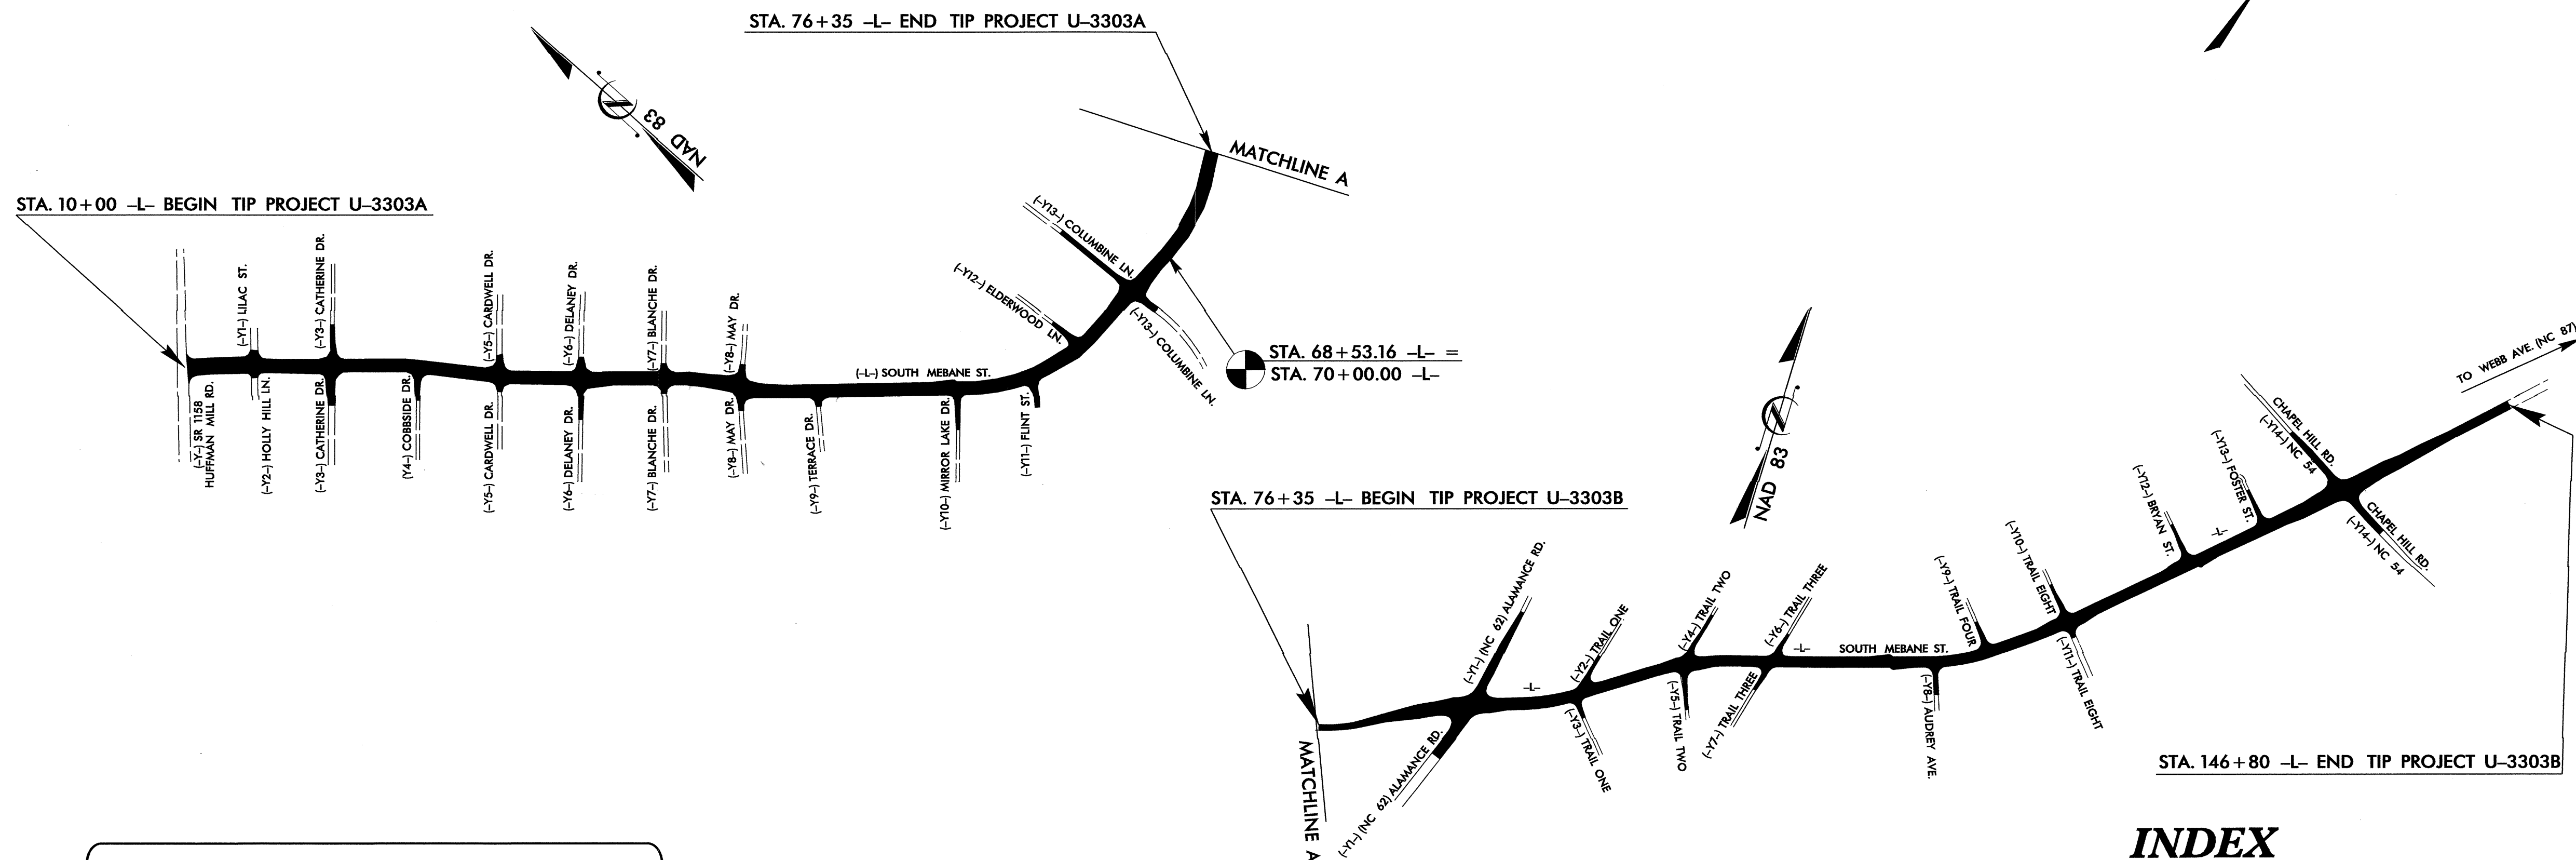 STA. 76+35 –L– END TIP PROJECT U–3303A
NAD 83
MATCHLINE A
STA. 10+00 –L– BEGIN TIP PROJECT U–3303A
(–Y13–) COLUMBINE LN.
(–Y12–) ELDERWOOD LN.
(–Y13–) COLUMBINE LN.
(–Y1–) LILAC ST.
(–Y3–) CATHERINE DR.
(–Y5–) CARDWELL DR.
(–Y6–) DELANEY DR.
(–Y7–) BLANCHE DR.
(–Y8–) MAY DR.
(–L–) SOUTH MEBANE ST.
STA. 68+53.16 –L– =
STA. 70+00.00 –L–
(–Y–) SR 1158
HUFFMAN MILL RD.
(–Y2–) HOLLY HILL LN.
(–Y3–) CATHERINE DR.
(Y4–) COBBSIDE DR.
(–Y5–) CARDWELL DR.
(–Y6–) DELANEY DR.
(–Y7–) BLANCHE DR.
(–Y8–) MAY DR.
(–Y9–) TERRACE DR.
(–Y10–) MIRROR LAKE DR.
(–Y11–) FLINT ST.
NAD 83
TO WEBB AVE. (NC 87)
STA. 76+35 –L– BEGIN TIP PROJECT U–3303B
(–Y1–) (NC 62) ALAMANCE RD.
(–Y2–) TRAIL ONE
(–Y4–) TRAIL TWO
(–Y6–) TRAIL THREE
(–Y9–) TRAIL FOUR
(–Y10–) TRAIL EIGHT
(–Y12–) BRYAN ST.
(–Y13–) FOSTER ST.
CHAPEL HILL RD.
(–Y14–) NC 54
CHAPEL HILL RD.
(–Y14–) NC 54
–L–
–L–
SOUTH MEBANE ST.
–L–
MATCHLINE A
(–Y1–) (NC 62) ALAMANCE RD.
(–Y3–) TRAIL ONE
(–Y5–) TRAIL TWO
(–Y7–) TRAIL THREE
(–Y8–) AUDREY AVE.
(–Y11–) TRAIL EIGHT
STA. 146+80 –L– END TIP PROJECT U–3303B
INDEX